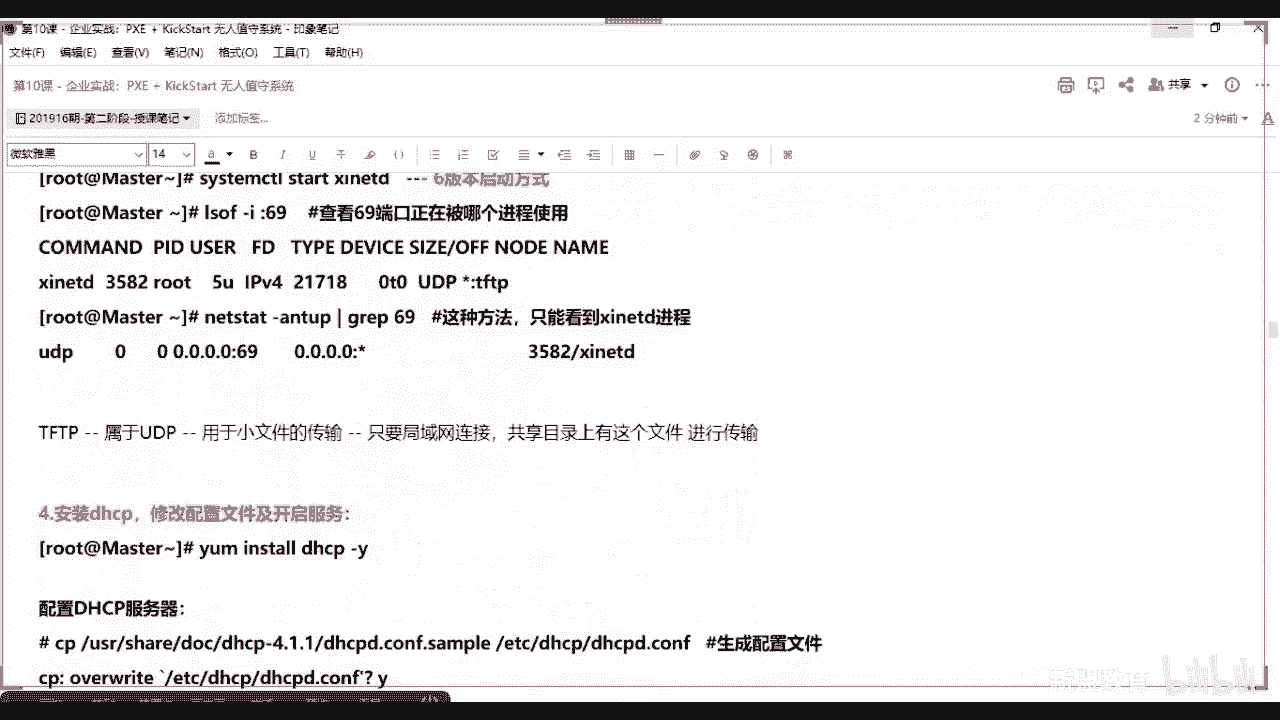 第10课 - 企业实战：PXE + KickStart 无人值守系统 - 印象笔记
文件(F) 编辑(E) 查看(V) 笔记(N) 格式(O) 工具(T) 帮助(H)
第10课 - 企业实战：PXE + KickStart 无人值守系统
共享
201916期-第二阶段-授课笔记
添加标签...
2 分钟前
微软雅黑 14
[root@Master~]# systemctl start xinetd --- 6版本启动方式
[root@Master ~]# lsof -i :69 #查看69端口正在被哪个进程使用
COMMAND PID USER FD TYPE DEVICE SIZE/OFF NODE NAME
xinetd 3582 root 5u IPv4 21718 0t0 UDP *:tftp
[root@Master ~]# netstat -antup | grep 69 #这种方法，只能看到xinetd进程
udp 0 0 0.0.0.0:69 0.0.0.0:* 3582/xinetd
TFTP -- 属于UDP -- 用于小文件的传输 -- 只要局域网连接，共享目录上有这个文件 进行传输
4.安装dhcp，修改配置文件及开启服务：
[root@Master~]# yum install dhcp -y
配置DHCP服务器：
# cp /usr/share/doc/dhcp-4.1.1/dhcpd.conf.sample /etc/dhcp/dhcpd.conf #生成配置文件
cp: overwrite `/etc/dhcp/dhcpd.conf'? y
新盟教育 bilibili